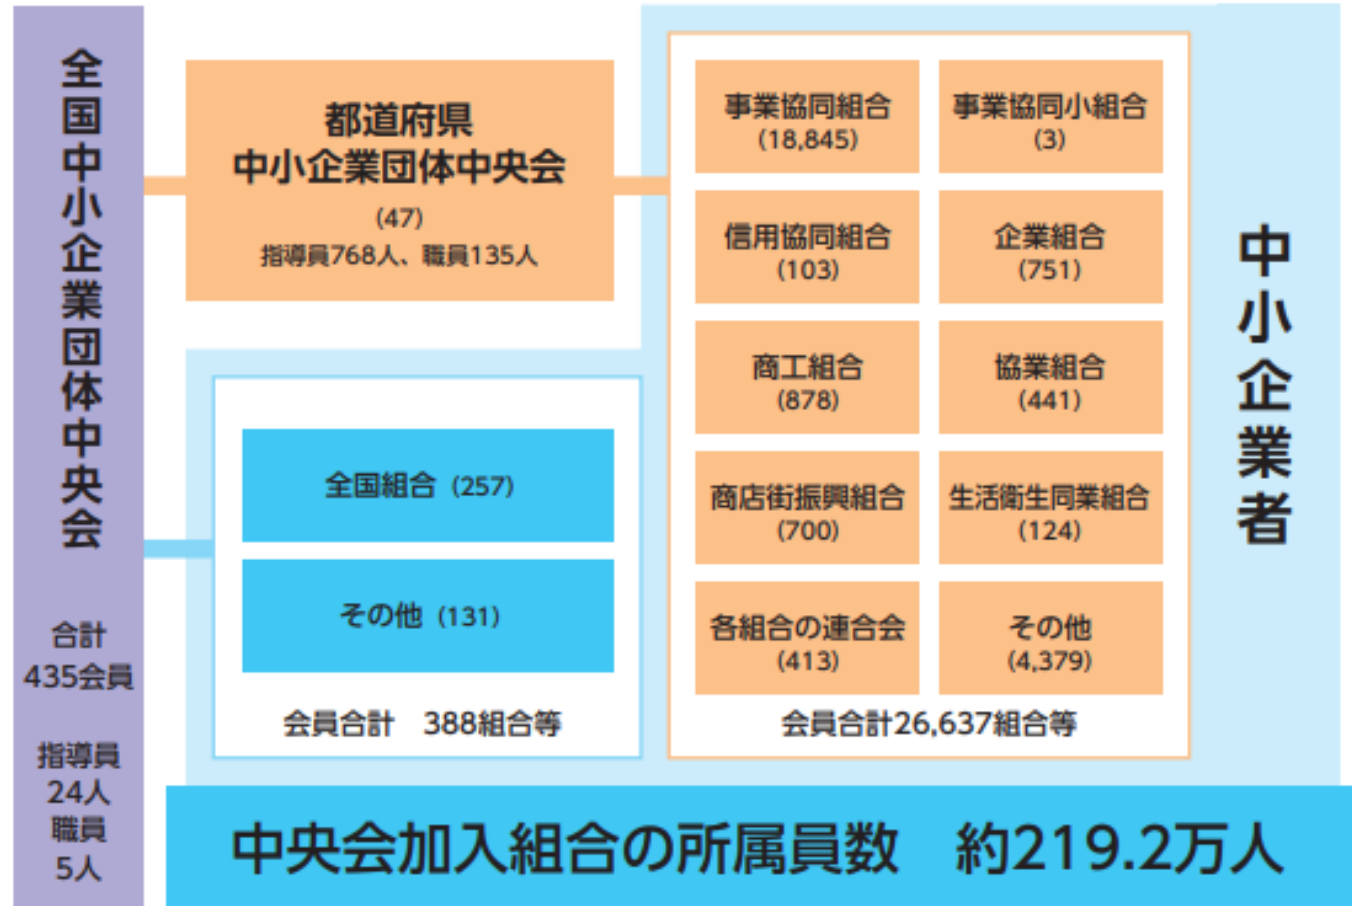 全国中小企業団体中央会
合計
435会員
指導員
24人
職員
5人
都道府県
中小企業団体中央会
(47)
指導員768人、職員135人
全国組合 (257)
その他 (131)
会員合計　388組合等
事業協同組合
(18,845)
事業協同小組合
(3)
信用協同組合
(103)
企業組合
(751)
商工組合
(878)
協業組合
(441)
商店街振興組合
(700)
生活衛生同業組合
(124)
各組合の連合会
(413)
その他
(4,379)
会員合計26,637組合等
中小企業者
中央会加入組合の所属員数　約219.2万人